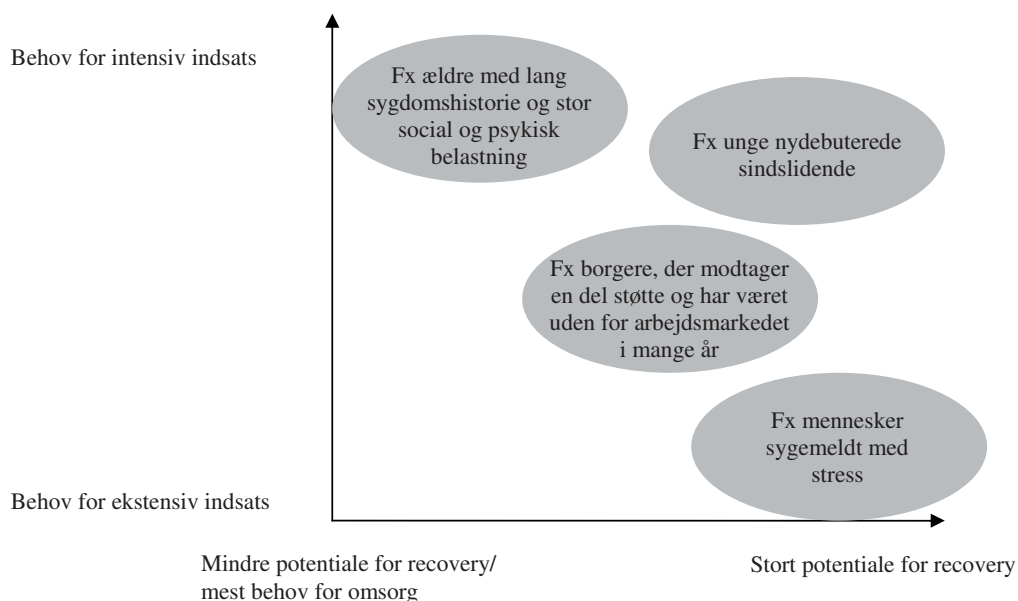 Behov for intensiv indsats
Fx ældre med lang
sygdomshistorie og stor
social og psykisk
belastning
Fx unge nydebuterede
sindslidende
Fx borgere, der modtager
en del støtte og har været
uden for arbejdsmarkedet
i mange år
Fx mennesker
sygemeldt med
stress
Behov for ekstensiv indsats
Mindre potentiale for recovery/
mest behov for omsorg
Stort potentiale for recovery